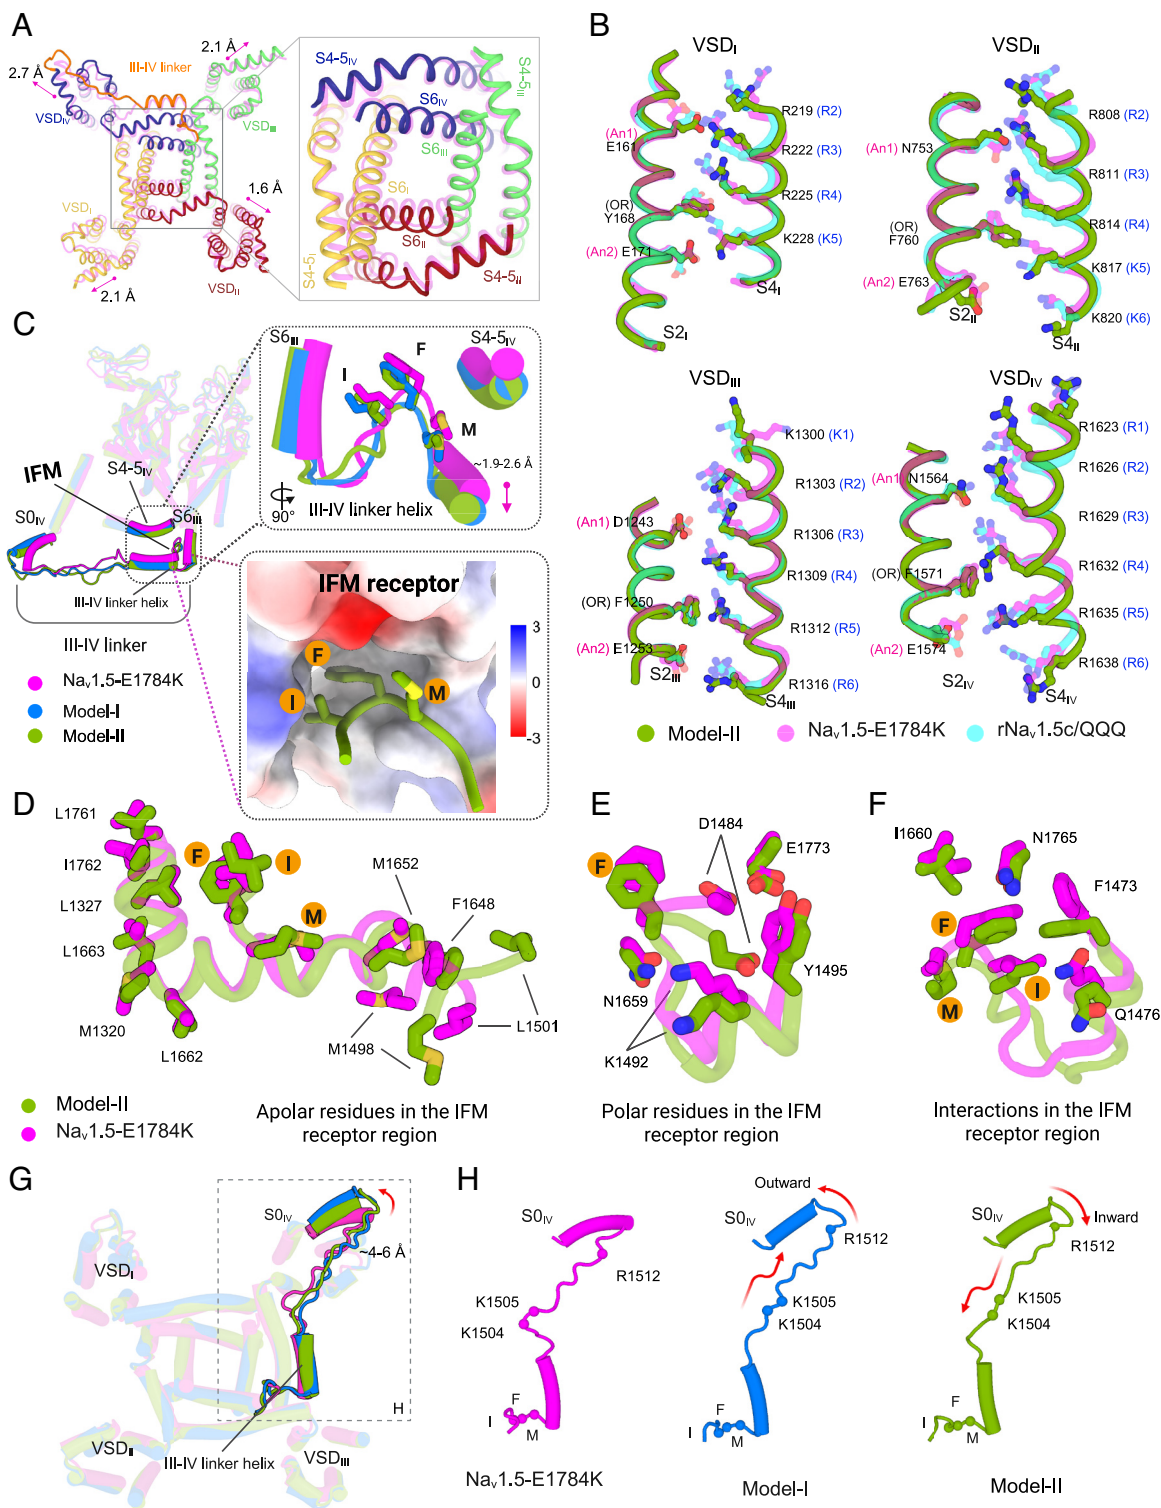 A
2.7 Å
III-IV linker
2.1 Å
VSDIV
VSDIII
VSDI
1.6 Å
VSDII
2.1 Å
S4-5IV
S4-5III
S6IV
S6III
S6I
S6II
S4-5I
S4-5II
B
VSDI
R219 (R2)
(An1)
E161
R222 (R3)
R225 (R4)
(OR)
Y168
K228 (K5)
(An2) E171
S4I
S2I
VSDII
R808 (R2)
(An1) N753
R811 (R3)
R814 (R4)
(OR)
F760
K817 (K5)
(An2) E763
S2II
K820 (K6)
S4II
VSDIII
K1300 (K1)
R1303 (R2)
(An1) D1243
R1306 (R3)
R1309 (R4)
(OR) F1250
R1312 (R5)
(An2) E1253
S2III
R1316 (R6)
S4III
VSDIV
R1623 (R1)
(An1) N1564
R1626 (R2)
R1629 (R3)
(OR) F1571
R1632 (R4)
R1635 (R5)
(An2) E1574
S2IV
R1638 (R6)
S4IV
Model-II
Nav1.5-E1784K
rNav1.5c/QQQ
C
S6III
F
S4-5IV
I
M
~1.9-2.6 Å
90°
III-IV linker helix
IFM
S4-5IV
S0IV
S6III
III-IV linker helix
III-IV linker
Nav1.5-E1784K
Model-I
Model-II
IFM receptor
F
I
M
3
0
-3
D
L1761
I1762
L1327
L1663
M1320
L1662
F
I
M
M1652
F1648
M1498
L1501
Model-II
Nav1.5-E1784K
Apolar residues in the IFM
receptor region
E
D1484
E1773
F
N1659
Y1495
K1492
Polar residues in the IFM
receptor region
F
I1660
N1765
F1473
F
M
I
Q1476
Interactions in the IFM
receptor region
G
S0IV
~4-6 Å
VSDI
VSDII
VSDIII
III-IV linker helix
H
H
S0IV
R1512
K1505
K1504
F
I
M
Nav1.5-E1784K
Outward
S0IV
R1512
K1505
K1504
F
I
M
Model-I
S0IV
Inward
R1512
K1505
K1504
F
I
M
Model-II